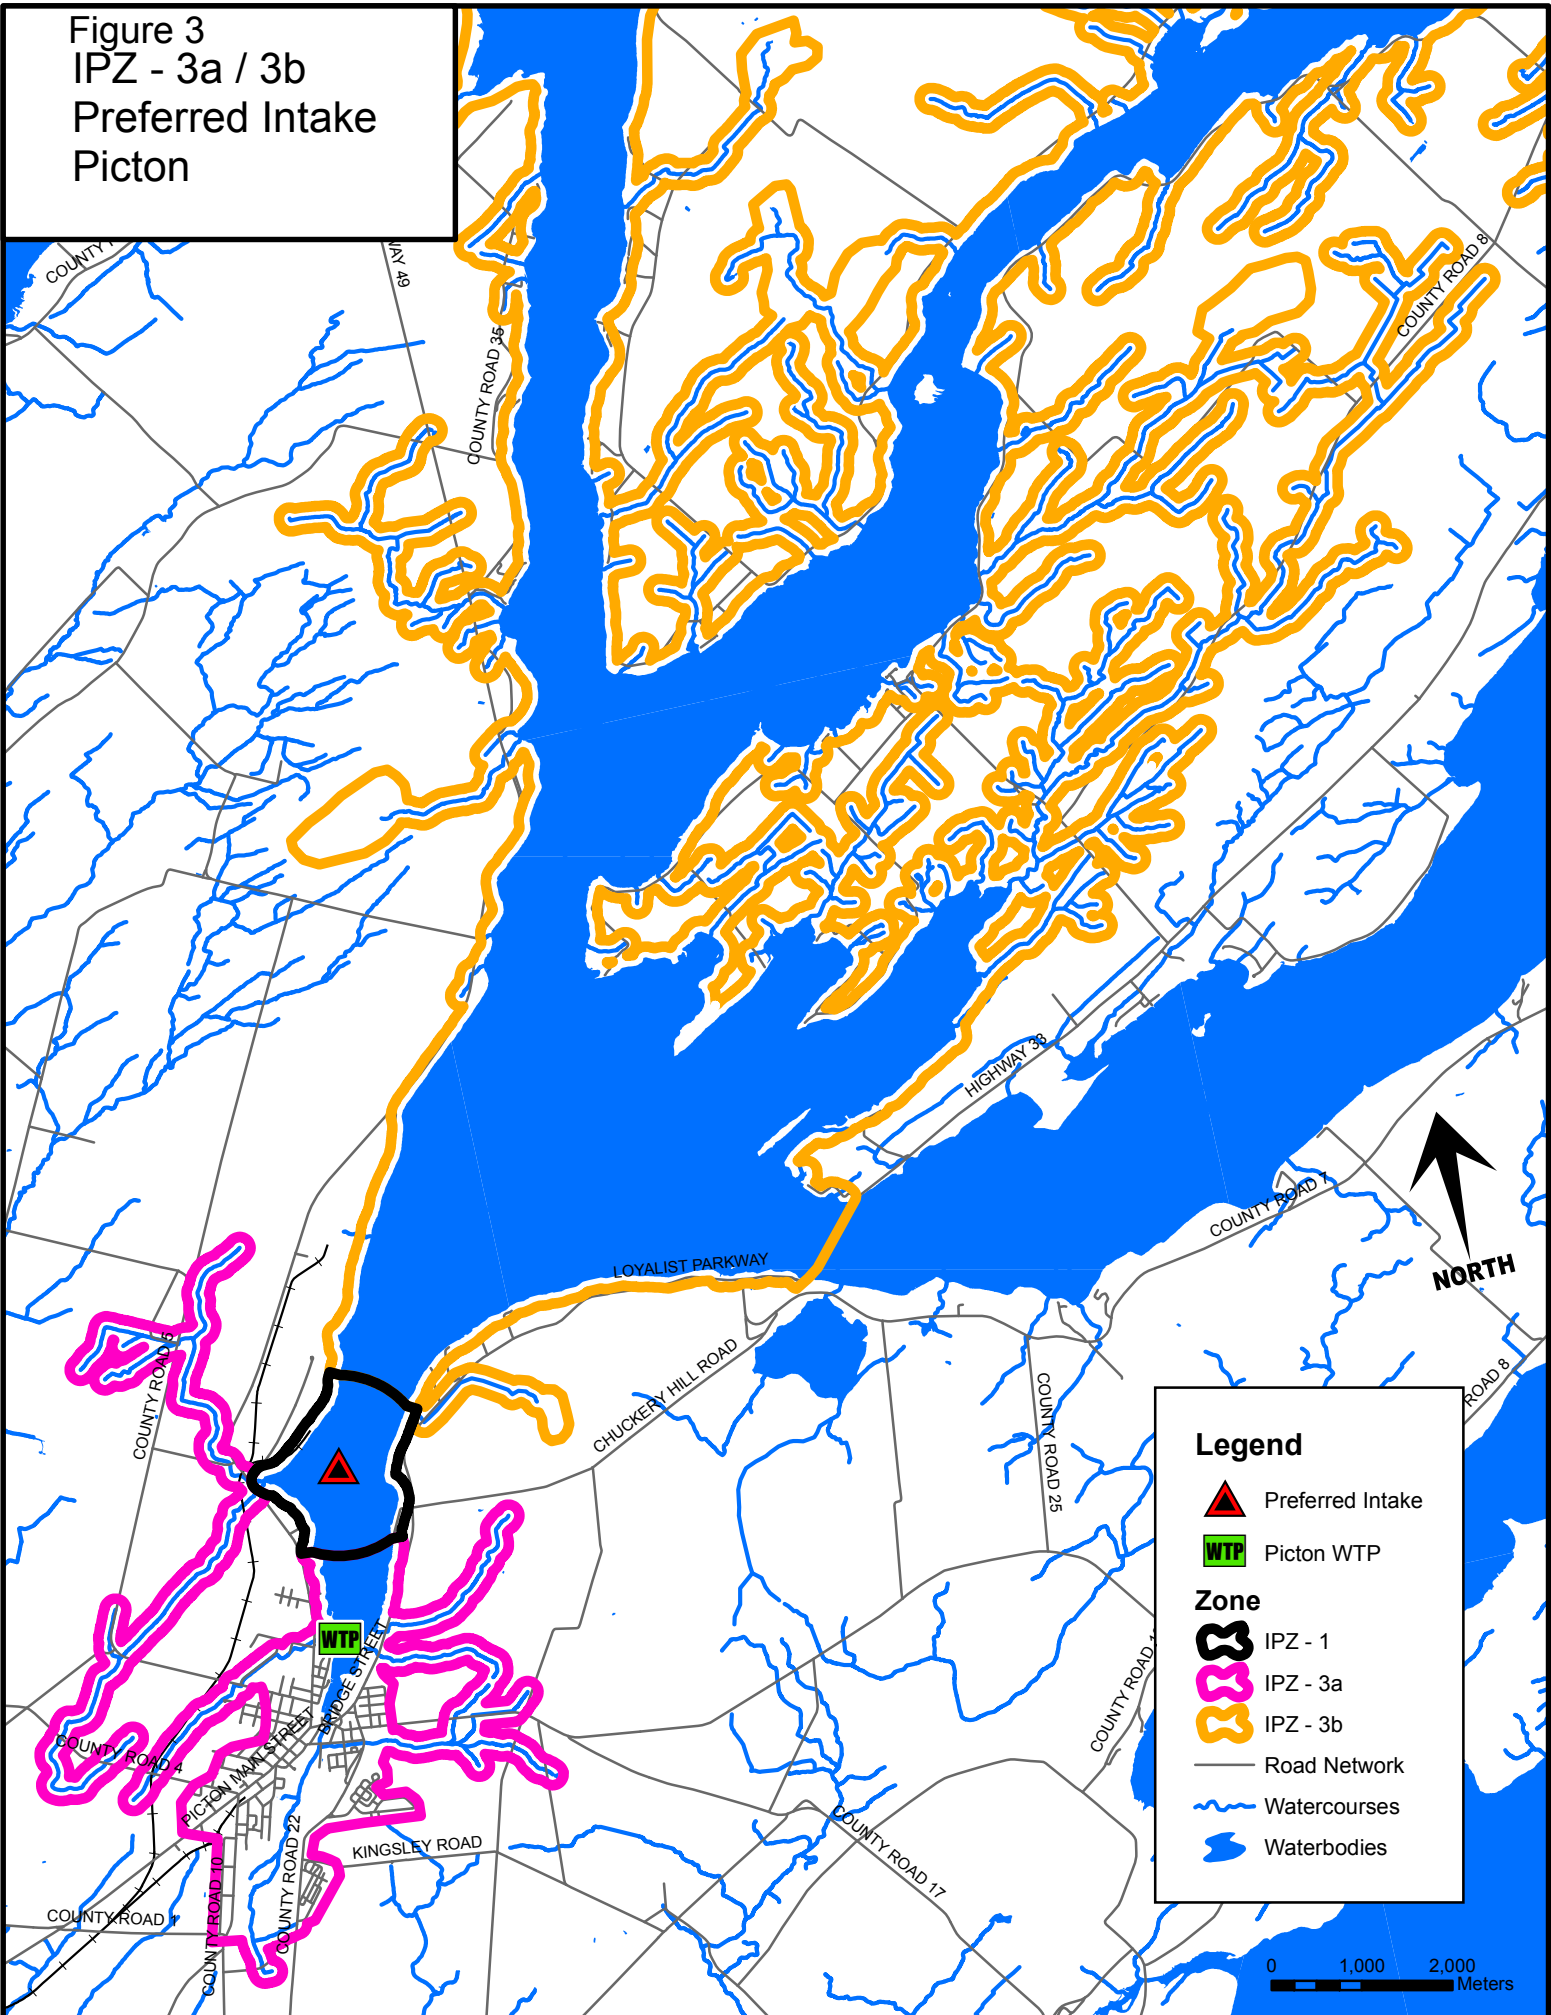 Figure 3
IPZ - 3a / 3b
Preferred Intake
Picton
COUNTY
WAY 49
COUNTY ROAD 35
COUNTY ROAD 8
HIGHWAY 33
COUNTY ROAD 7
NORTH
LOYALIST PARKWAY
COUNTY ROAD 5
CHUCKERY HILL ROAD
COUNTY ROAD 25
ROAD 8
Legend
Preferred Intake
WTP
Picton WTP
Zone
IPZ - 1
IPZ - 3a
IPZ - 3b
Road Network
Watercourses
Waterbodies
WTP
BRIDGE STREET
COUNTY ROAD
COUNTY ROAD 4
PICTON MAIN STREET
COUNTY ROAD 22
KINGSLEY ROAD
COUNTY ROAD 17
COUNTY ROAD 10
COUNTY ROAD 1
0 1,000 2,000
Meters